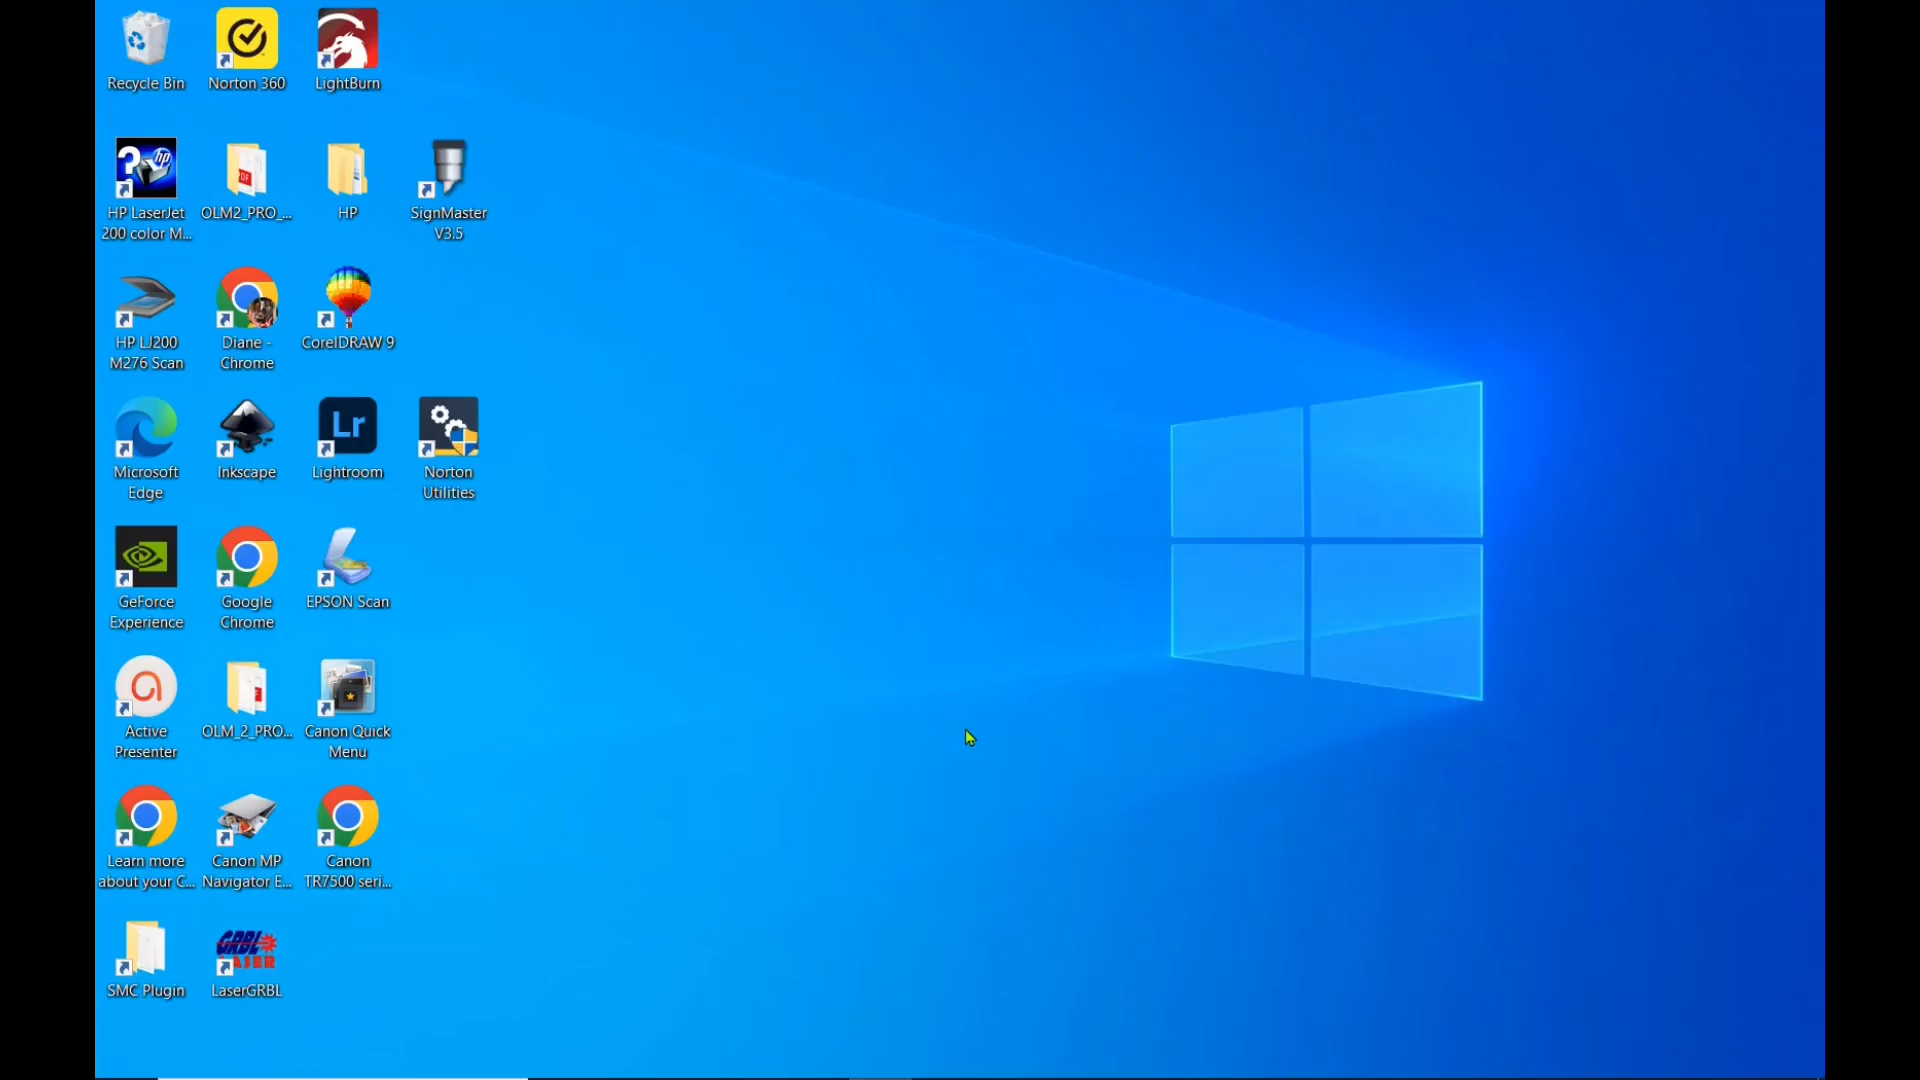 Recycle Bin
Norton 360
LightBurn
HP LaserJet
200 color M...
OLM2_PRO_...
HP
SignMaster
V3.5
HP LJ200
M276 Scan
Diane -
Chrome
CorelDRAW 9
Microsoft
Edge
Inkscape
Lr
Lightroom
Norton
Utilities
GeForce
Experience
Google
Chrome
EPSON Scan
Active
Presenter
OLM_2_PRO...
Canon Quick
Menu
Learn more
about your C...
Canon MP
Navigator E...
Canon
TR7500 seri...
SMC Plugin
GRBL
LASER
LaserGRBL